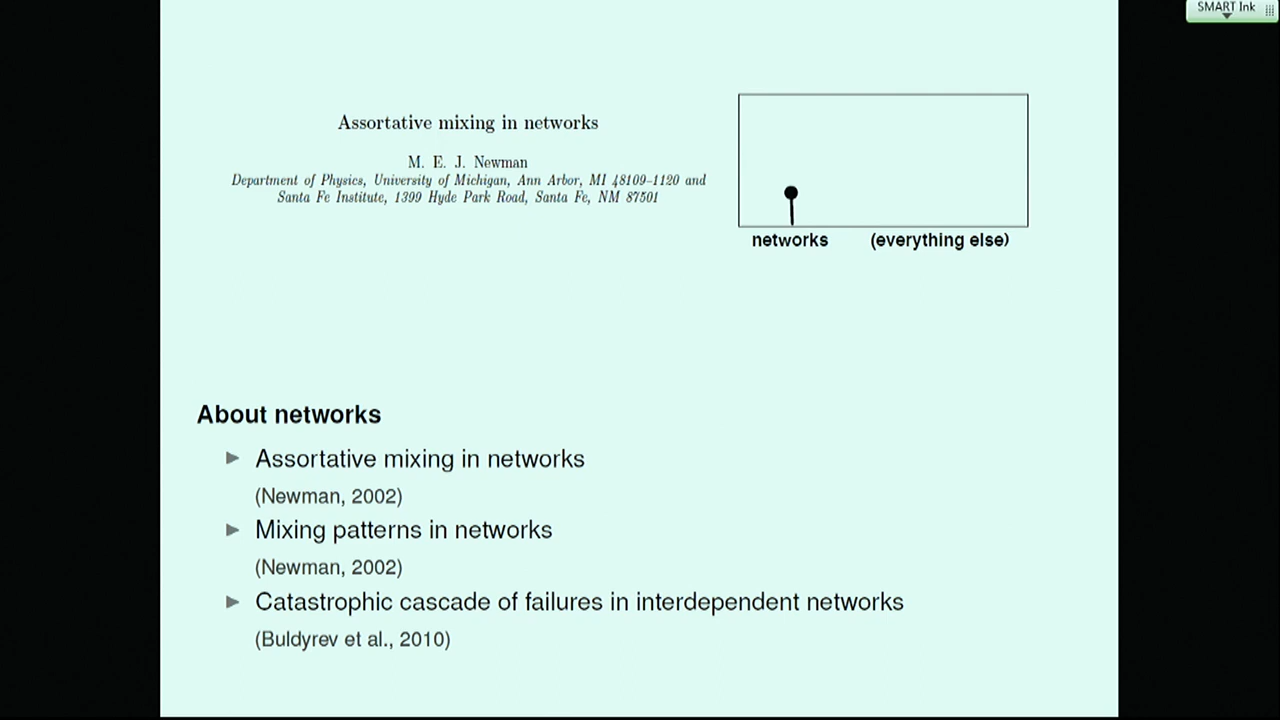 SMART Ink
Assortative mixing in networks
M. E. J. Newman
Department of Physics, University of Michigan, Ann Arbor, MI 48109–1120 and
Santa Fe Institute, 1399 Hyde Park Road, Santa Fe, NM 87501
networks (everything else)
About networks
Assortative mixing in networks
(Newman, 2002)
Mixing patterns in networks
(Newman, 2002)
Catastrophic cascade of failures in interdependent networks
(Buldyrev et al., 2010)